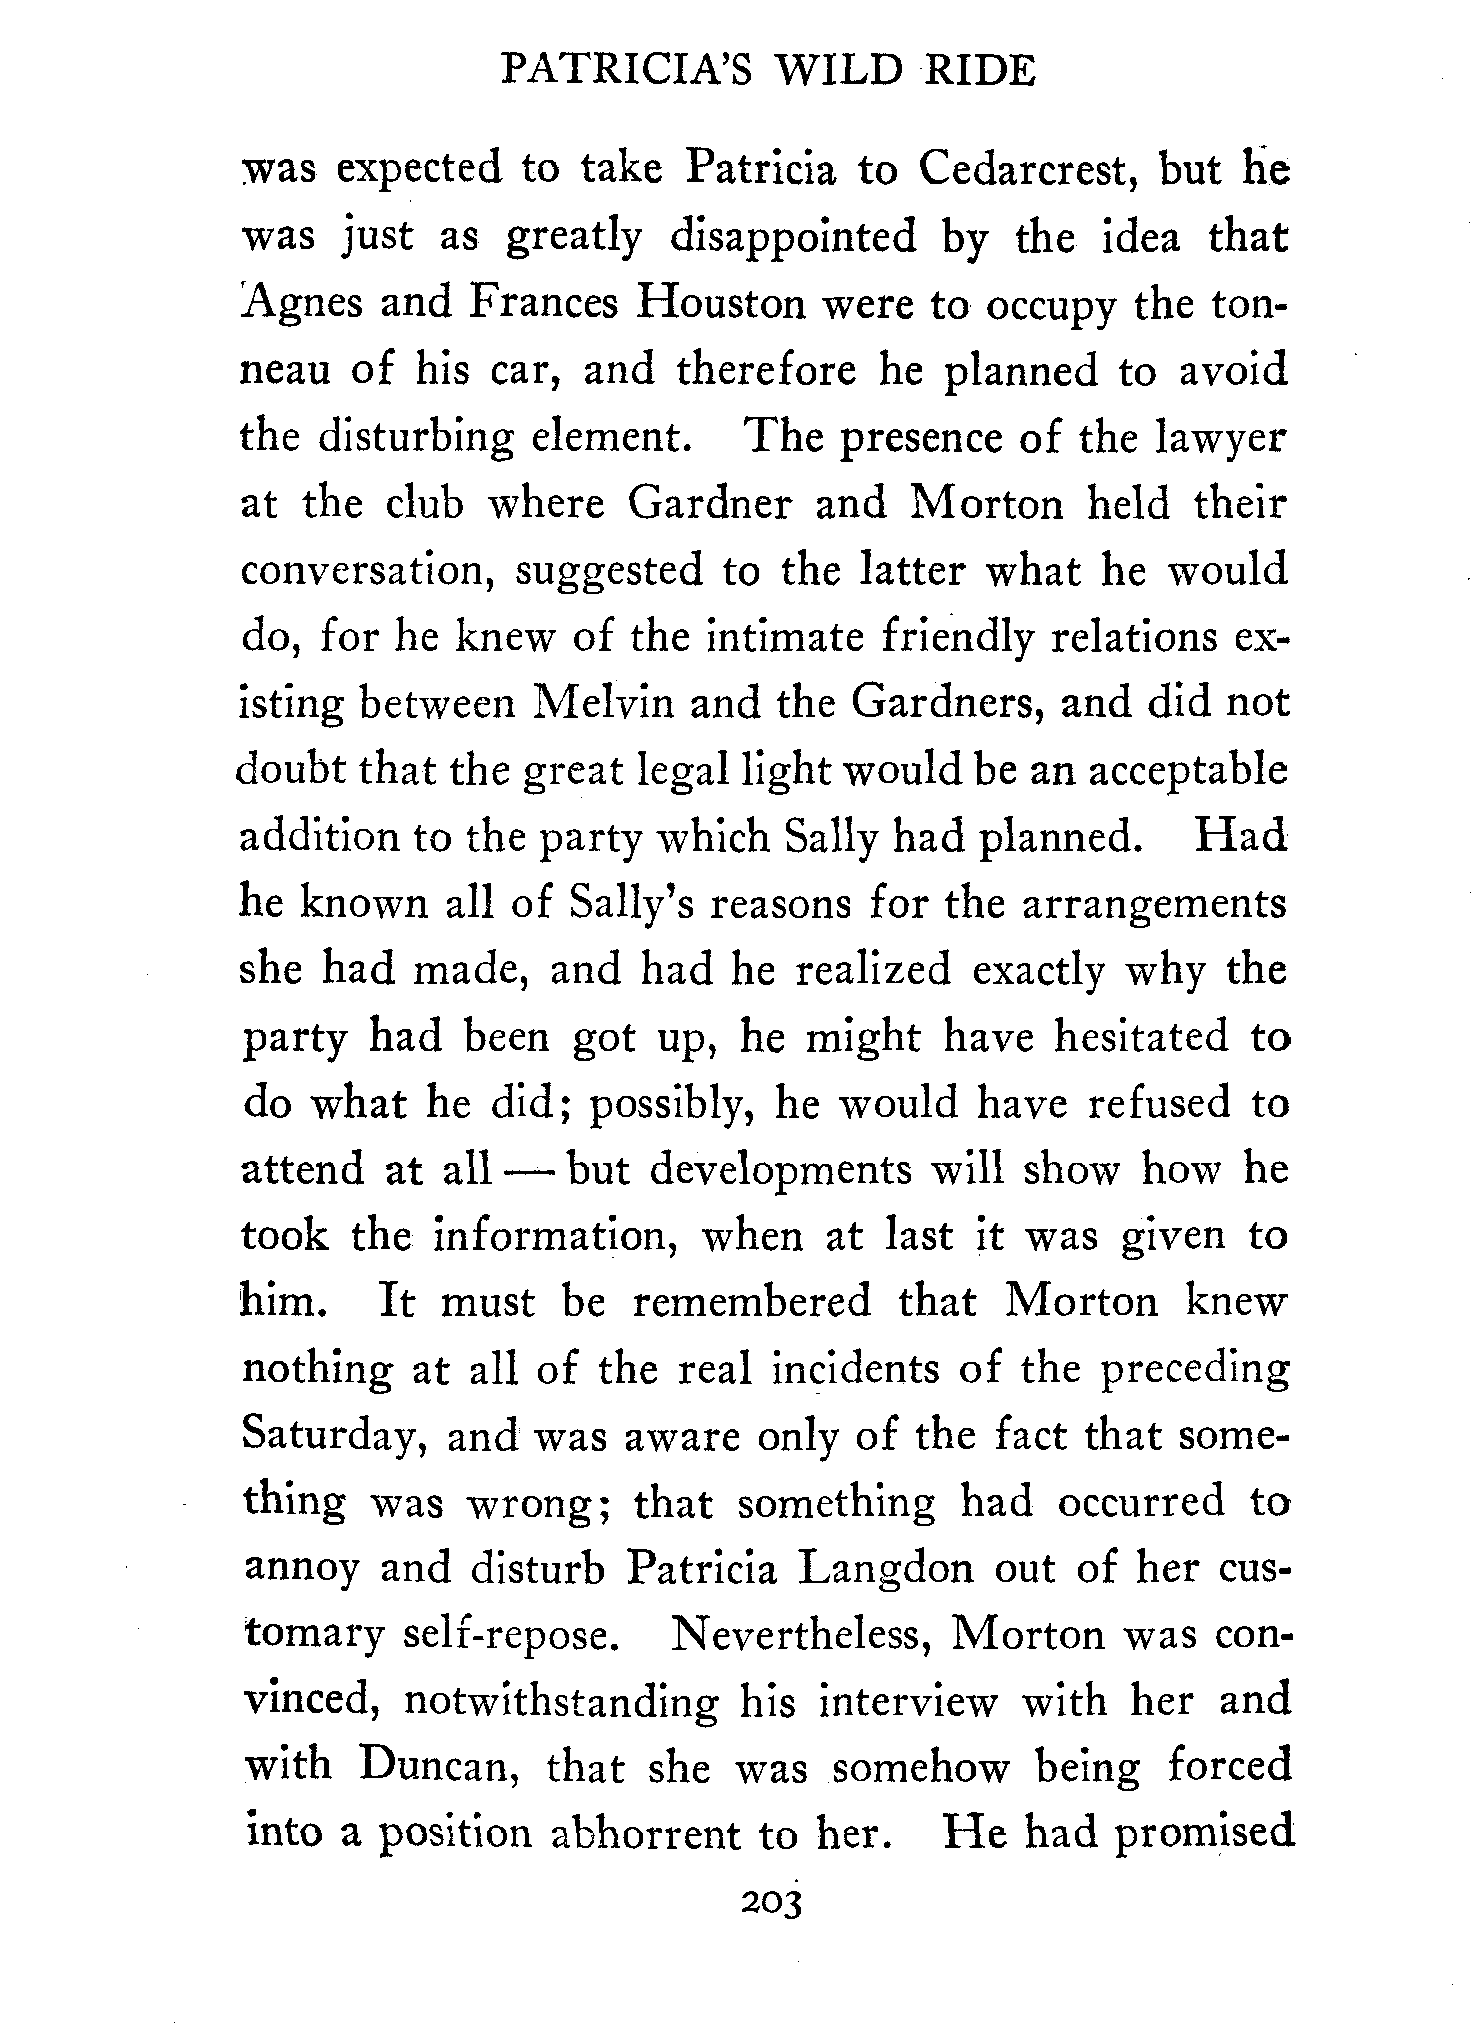 PATRICIA'S WILD RIDE
was expected to take Patricia to Cedarcrest, but he
was just as greatly disappointed by the idea that
Agnes and Frances Houston were to occupy the ton-
neau of his car, and therefore he planned to avoid
the disturbing element. The presence of the lawyer
at the club where Gardner and Morton held their
conversation, suggested to the latter what he would
do, for he knew of the intimate friendly relations ex-
isting between Melvin and the Gardners, and did not
doubt that the great legal light would be an acceptable
addition to the party which Sally had planned. Had
he known all of Sally's reasons for the arrangements
she had made, and had he realized exactly why the
party had been got up, he might have hesitated to
do what he did; possibly, he would have refused to
attend at all — but developments will show how he
took the information, when at last it was given to
him. It must be remembered that Morton knew
nothing at all of the real incidents of the preceding
Saturday, and was aware only of the fact that some-
thing was wrong; that something had occurred to
annoy and disturb Patricia Langdon out of her cus-
tomary self-repose. Nevertheless, Morton was con-
vinced, notwithstanding his interview with her and
with Duncan, that she was somehow being forced
into a position abhorrent to her. He had promised
203